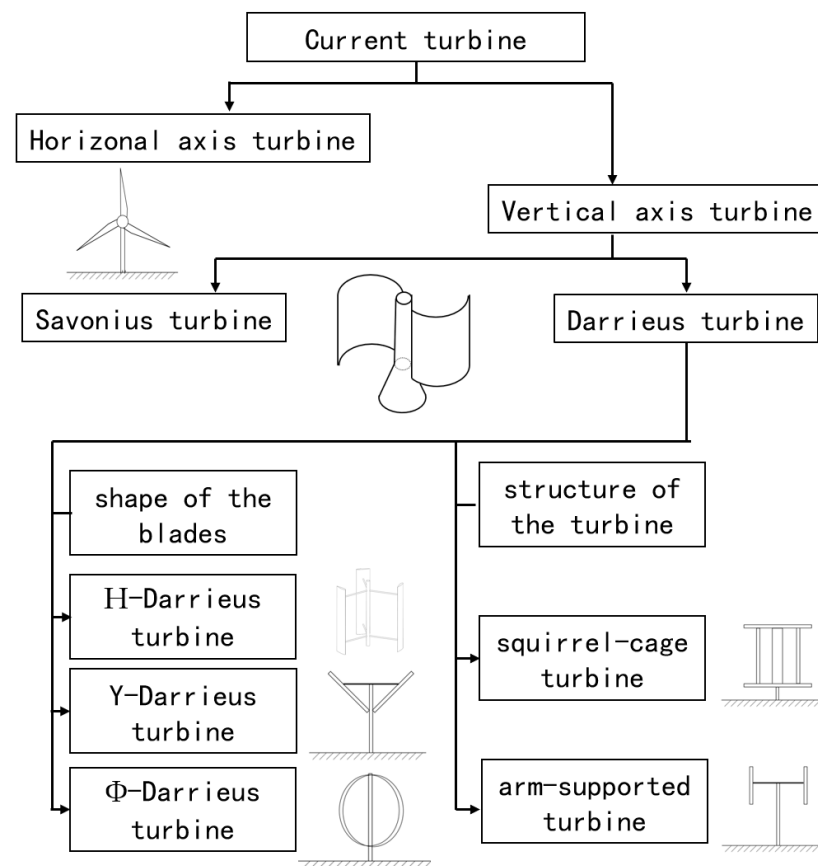 Current turbine
Horizonal axis turbine
Vertical axis turbine
Savonius turbine
Darrieus turbine
shape of the
blades
structure of
the turbine
H-Darrieus
turbine
squirrel-cage
turbine
Y-Darrieus
turbine
Φ-Darrieus
turbine
arm-supported
turbine